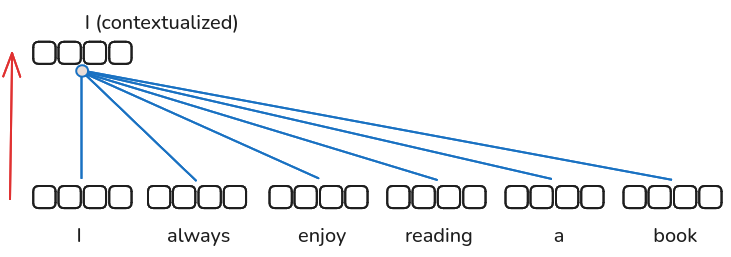 I (contextualized)
I always enjoy reading a book